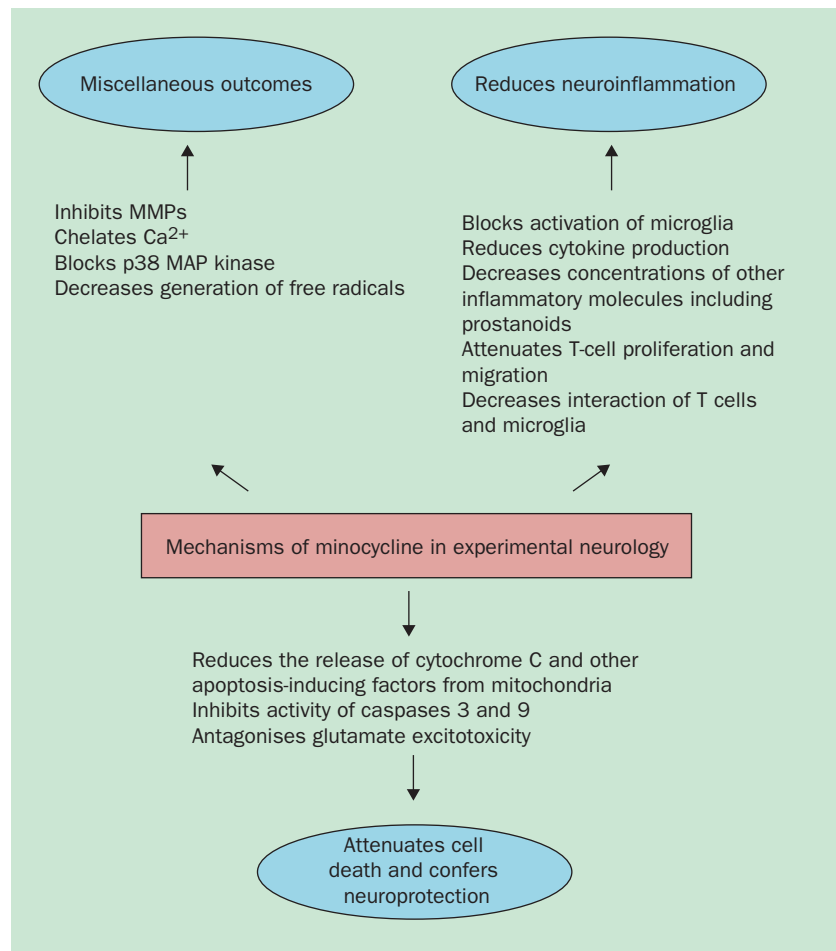 Miscellaneous outcomes
Reduces neuroinflammation
Inhibits MMPs
Chelates Ca²⁺
Blocks p38 MAP kinase
Decreases generation of free radicals
Blocks activation of microglia
Reduces cytokine production
Decreases concentrations of other
inflammatory molecules including
prostanoids
Attenuates T-cell proliferation and
migration
Decreases interaction of T cells
and microglia
Mechanisms of minocycline in experimental neurology
Reduces the release of cytochrome C and other
apoptosis-inducing factors from mitochondria
Inhibits activity of caspases 3 and 9
Antagonises glutamate excitotoxicity
Attenuates cell
death and confers
neuroprotection